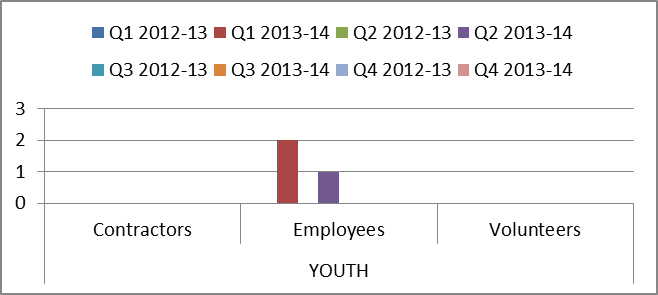 Q1 2012-13 Q1 2013-14 Q2 2012-13 Q2 2013-14
Q3 2012-13 Q3 2013-14 Q4 2012-13 Q4 2013-14
3
2
1
0
Contractors Employees Volunteers
YOUTH